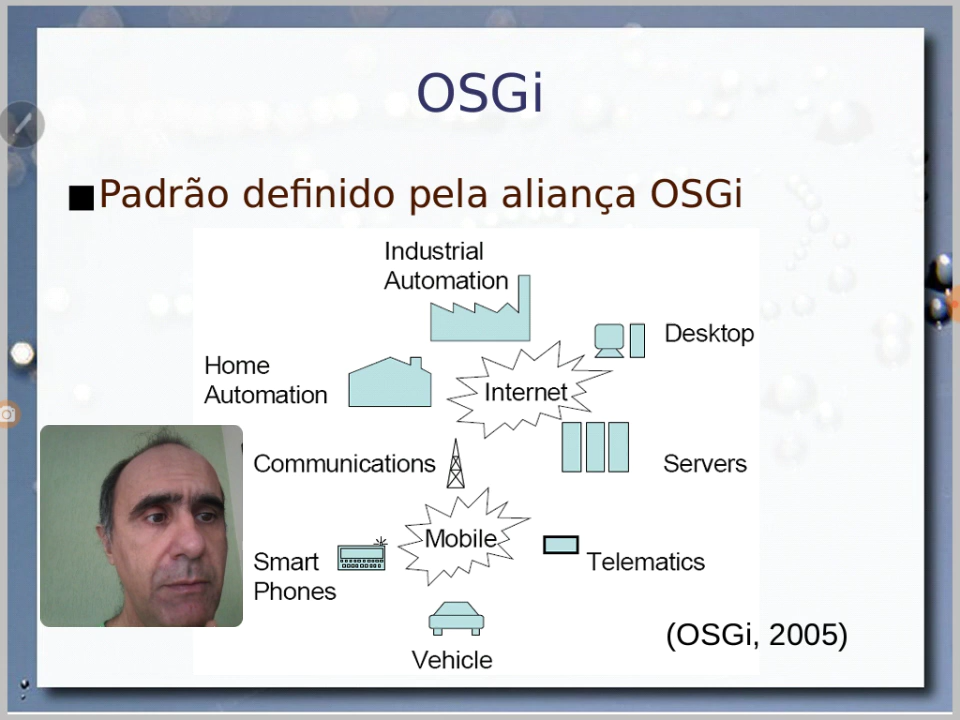 OSGi
Padrão definido pela aliança OSGi
Industrial
Automation
Desktop
Home
Automation
Internet
Communications
Servers
Mobile
Smart
Phones
Telematics
(OSGi, 2005)
Vehicle